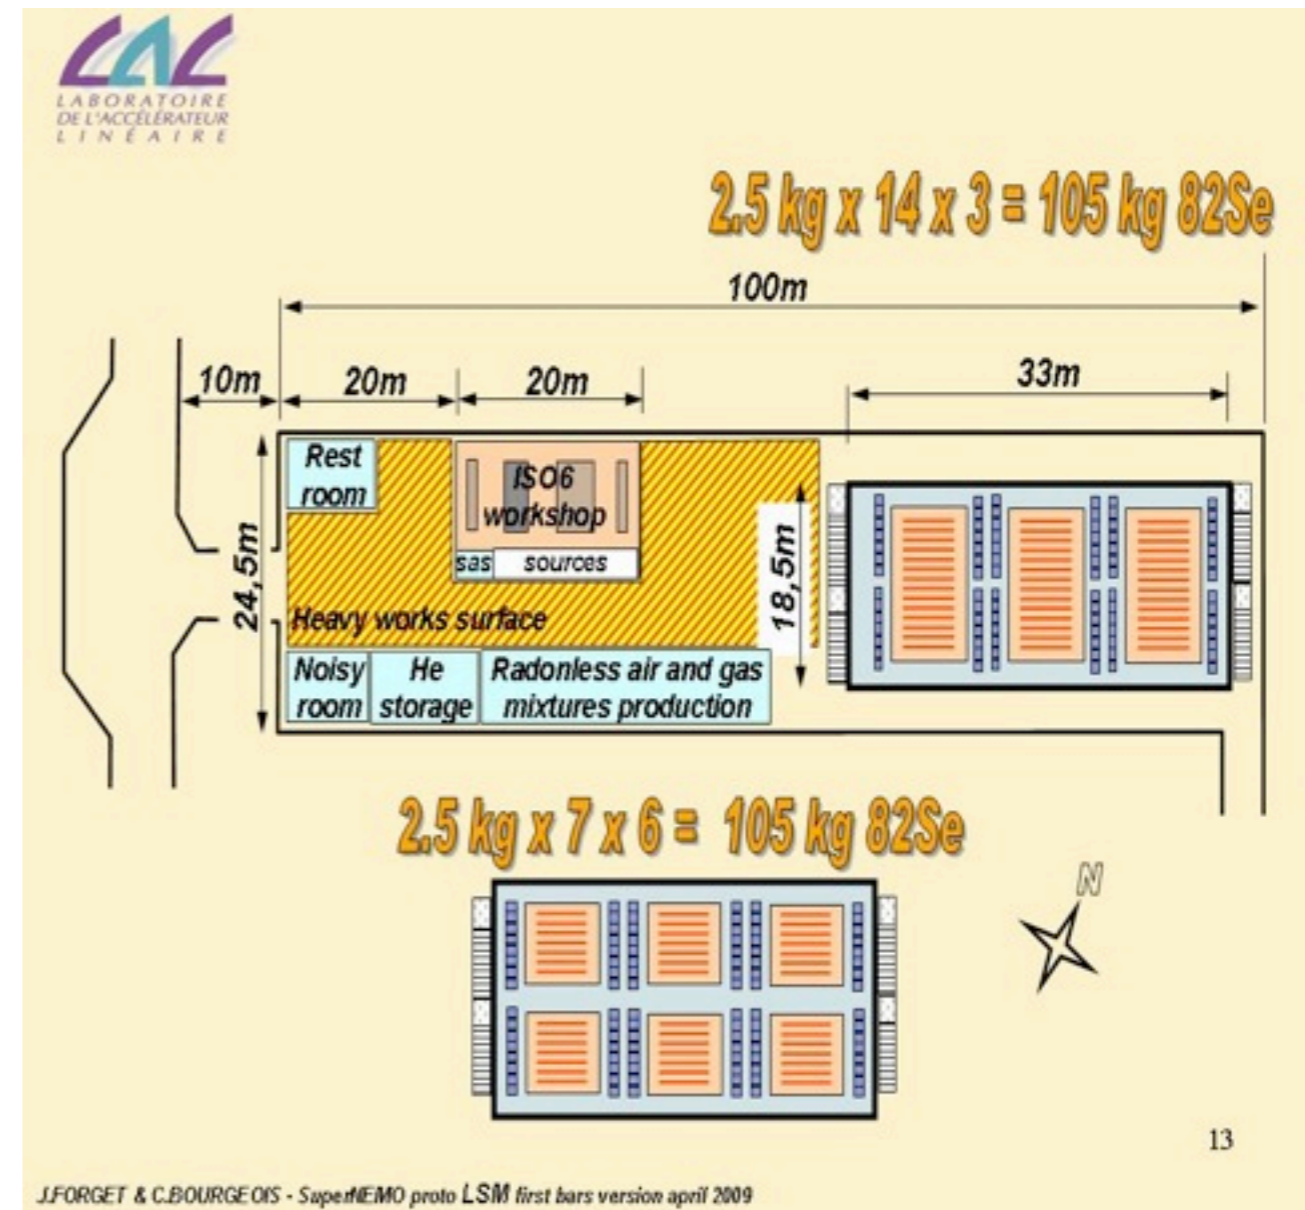 LABORATOIRE
DE L'ACCÉLÉRATEUR
LINÉAIRE
2.5 kg x 14 x 3 = 105 kg 82Se
100m
10m
20m
20m
33m
Rest
room
ISO6
workshop
sas
sources
24,5m
18,5m
Heavy works surface
Noisy
room
He
storage
Radonless air and gas
mixtures production
2.5 kg x 7 x 6 = 105 kg 82Se
N
13
J.FORGET & C.BOURGEOIS - SuperNEMO proto LSM first bars version april 2009